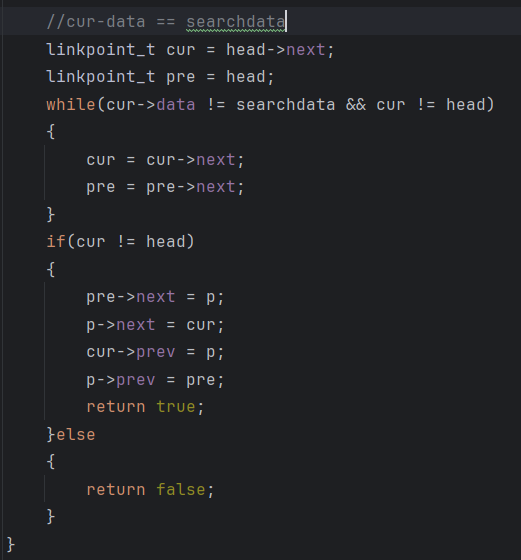 //cur-data == searchdata
linkpoint_t cur = head->next;
linkpoint_t pre = head;
while(cur->data != searchdata && cur != head)
{
cur = cur->next;
pre = pre->next;
}
if(cur != head)
{
pre->next = p;
p->next = cur;
cur->prev = p;
p->prev = pre;
return true;
}else
{
return false;
}
}